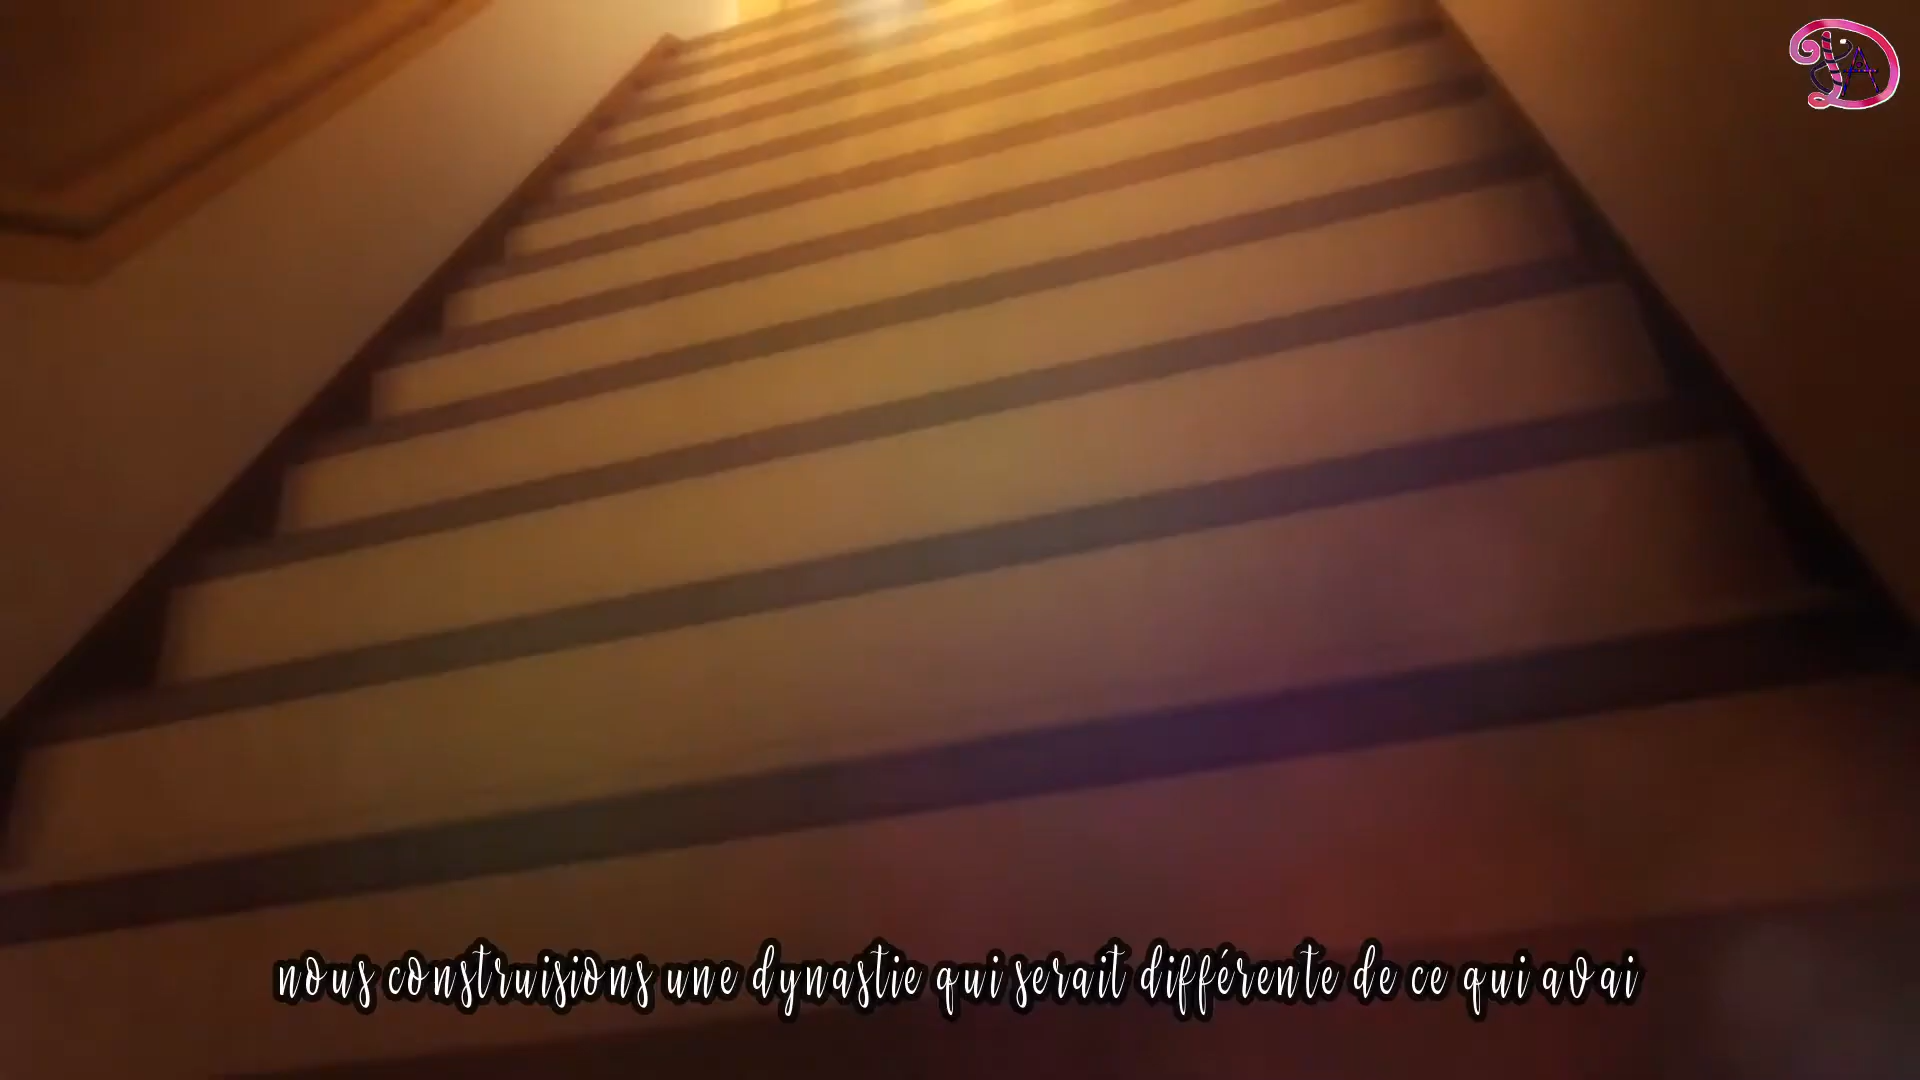 nous construisions une dynastie qui serait différente de ce qui avai